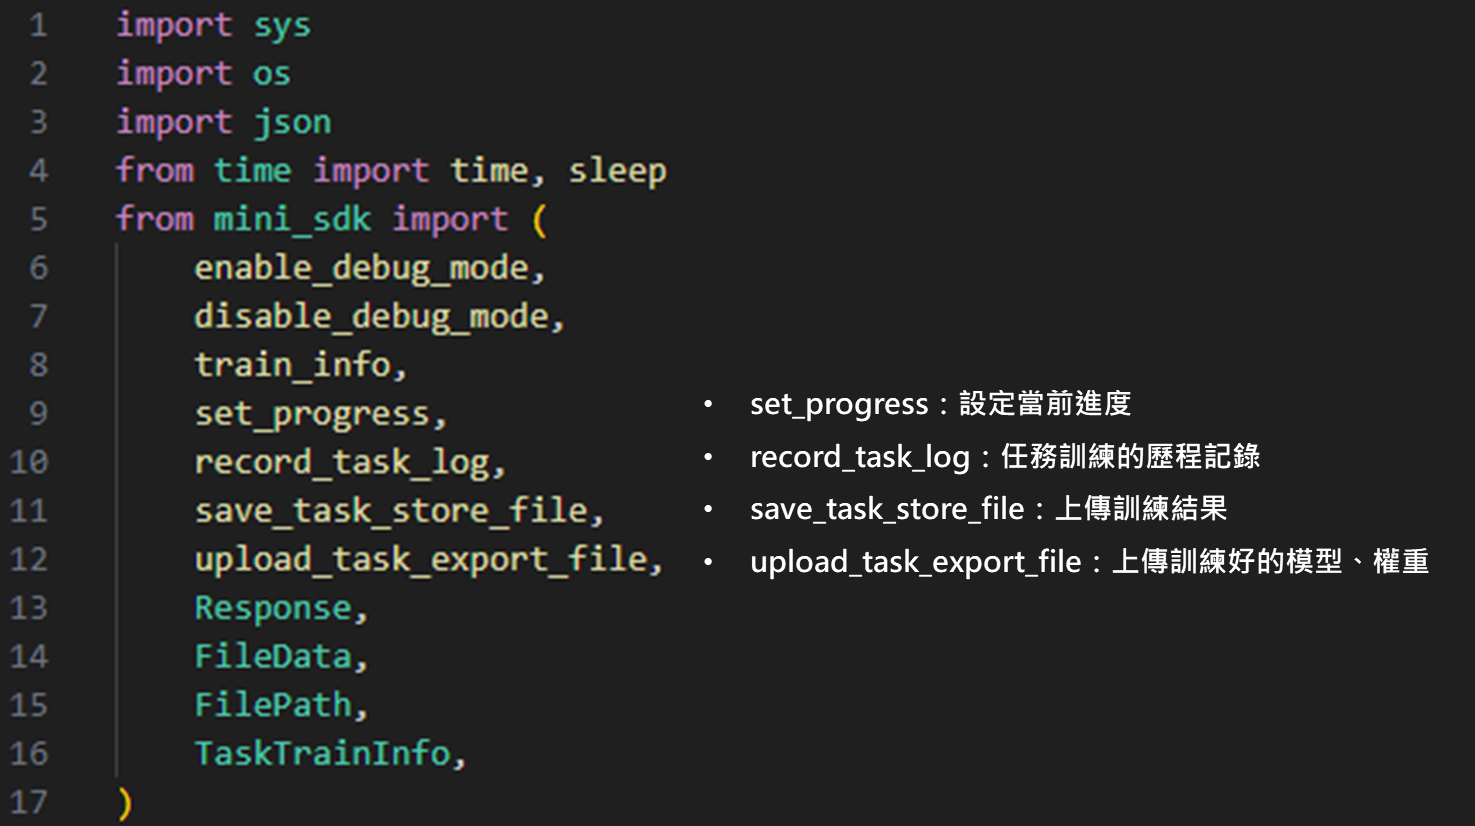 1 import sys
2 import os
3 import json
4 from time import time, sleep
5 from mini_sdk import (
6 enable_debug_mode,
7 disable_debug_mode,
8 train_info,
9 set_progress,
10 record_task_log,
11 save_task_store_file,
12 upload_task_export_file,
13 Response,
14 FileData,
15 FilePath,
16 TaskTrainInfo,
17 )
• set_progress：設定當前進度
• record_task_log：任務訓練的歷程記錄
• save_task_store_file：上傳訓練結果
• upload_task_export_file：上傳訓練好的模型、權重